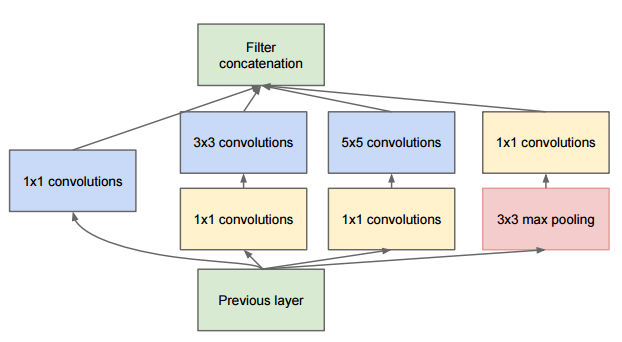 Filter
concatenation
3x3 convolutions
5x5 convolutions
1x1 convolutions
1x1 convolutions
1x1 convolutions
1x1 convolutions
3x3 max pooling
Previous layer